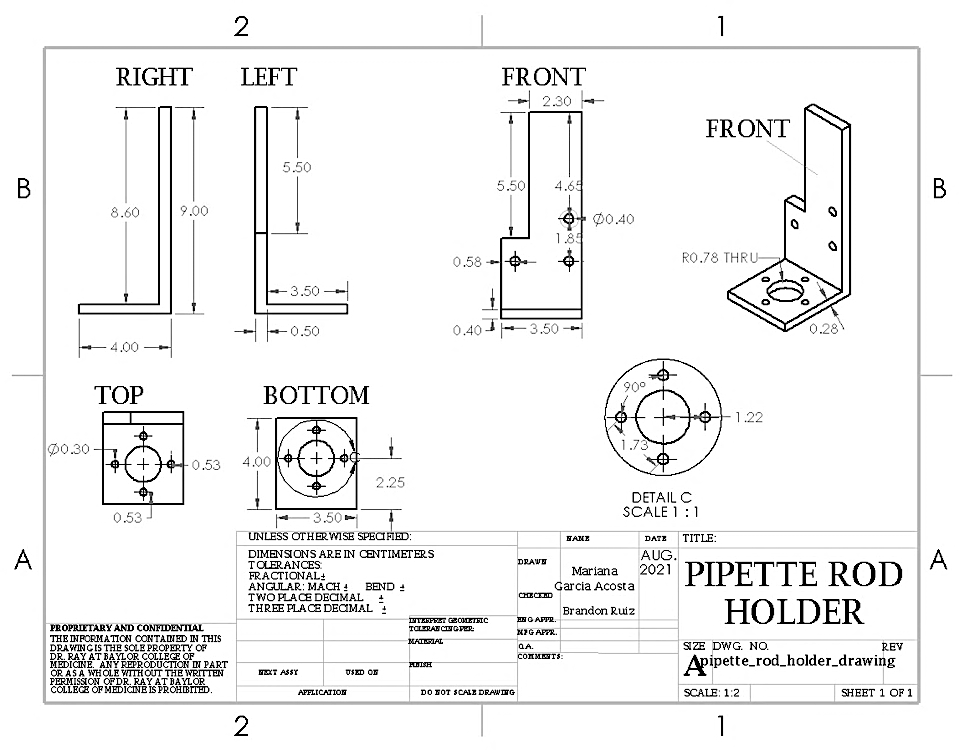 2
1
RIGHT
LEFT
FRONT
2.30
FRONT
B
B
5.50
5.50
4.65
8.60
9.00
Ø0.40
1.85
0.58
R0.78 THRU
3.50
0.28
0.50
0.40
3.50
4.00
TOP
BOTTOM
90°
1.22
Ø0.30
0.53
4.00
1.73
2.25
C
0.53
3.50
DETAIL C
SCALE 1 : 1
A
A
UNLESS OTHERWISE SPECIFIED:
DIMENSIONS ARE IN CENTIMETERS
TOLERANCES:
FRACTIONAL ±
ANGULAR: MACH ± BEND ±
TWO PLACE DECIMAL ±
THREE PLACE DECIMAL ±
INTERPRET GEOMETRIC
TOLERANCING PER:
MATERIAL
FINISH
NEXT ASSY
USED ON
APPLICATION
DO NOT SCALE DRAWING
NAME
DATE
DRAWN
Mariana
Garcia Acosta
AUG.
2021
CHECKED
Brandon Ruiz
ENG APPR.
MFG APPR.
Q.A.
COMMENTS:
TITLE:
PIPETTE ROD
HOLDER
SIZE
DWG. NO.
REV
A
pipette_rod_holder_drawing
SCALE: 1:2
SHEET 1 OF 1
PROPRIETARY AND CONFIDENTIAL
THE INFORMATION CONTAINED IN THIS
DRAWING IS THE SOLE PROPERTY OF
DR. RAY AT BAYLOR COLLEGE OF
MEDICINE. ANY REPRODUCTION IN PART
OR AS A WHOLE WITHOUT THE WRITTEN
PERMISSION OF DR. RAY AT BAYLOR
COLLEGE OF MEDICINE IS PROHIBITED.
2
1